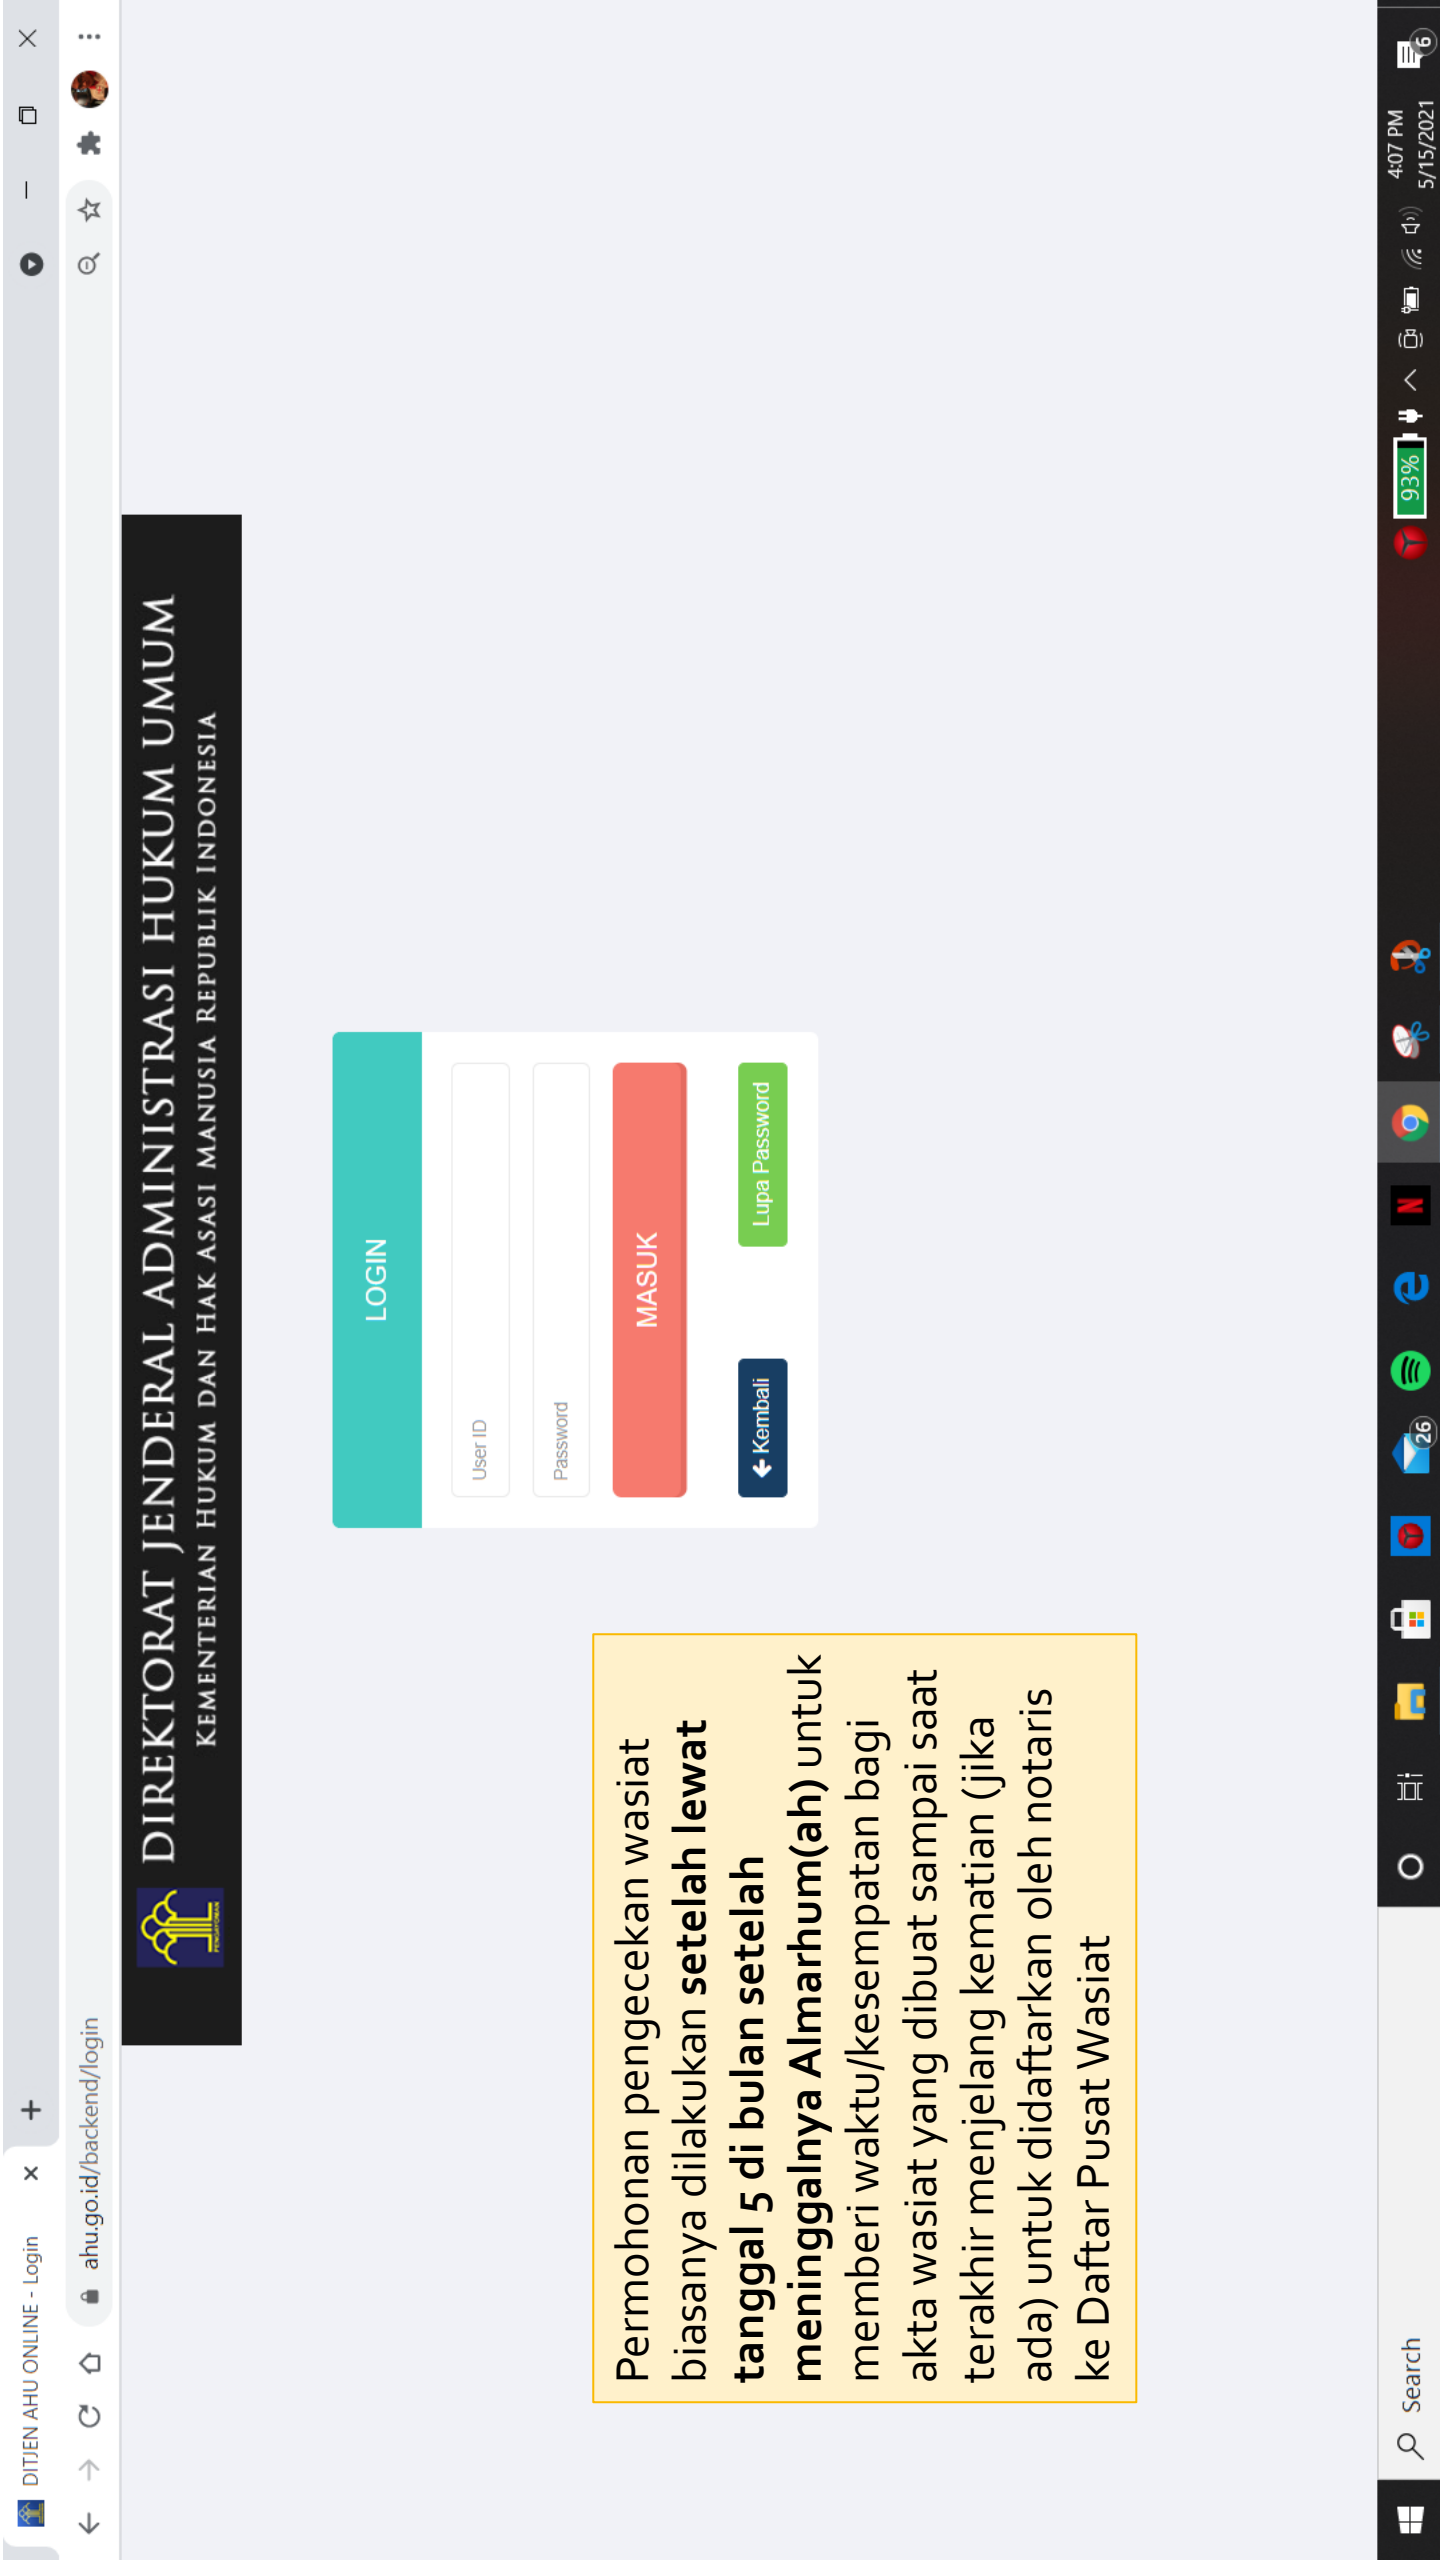 DITJEN AHU ONLINE - Login
ahu.go.id/backend/login
DIREKTORAT JENDERAL ADMINISTRASI HUKUM UMUM
KEMENTERIAN HUKUM DAN HAK ASASI MANUSIA REPUBLIK INDONESIA
PENGAYOMAN
LOGIN
User ID
Password
MASUK
Kembali
Lupa Password
Permohonan pengecekan wasiat
biasanya dilakukan setelah lewat
tanggal 5 di bulan setelah
meninggalnya Almarhum(ah) untuk
memberi waktu/kesempatan bagi
akta wasiat yang dibuat sampai saat
terakhir menjelang kematian (jika
ada) untuk didaftarkan oleh notaris
ke Daftar Pusat Wasiat
Search
26
93%
4:07 PM
5/15/2021
6